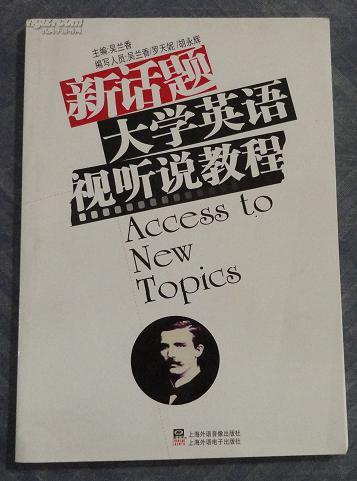 主编:吴兰香
编写人员:吴兰香/罗天妮/胡永辉
新话题
大学英语
视听说教程
Access to
New
Topics
上海外语音像出版社
上海外语电子出版社